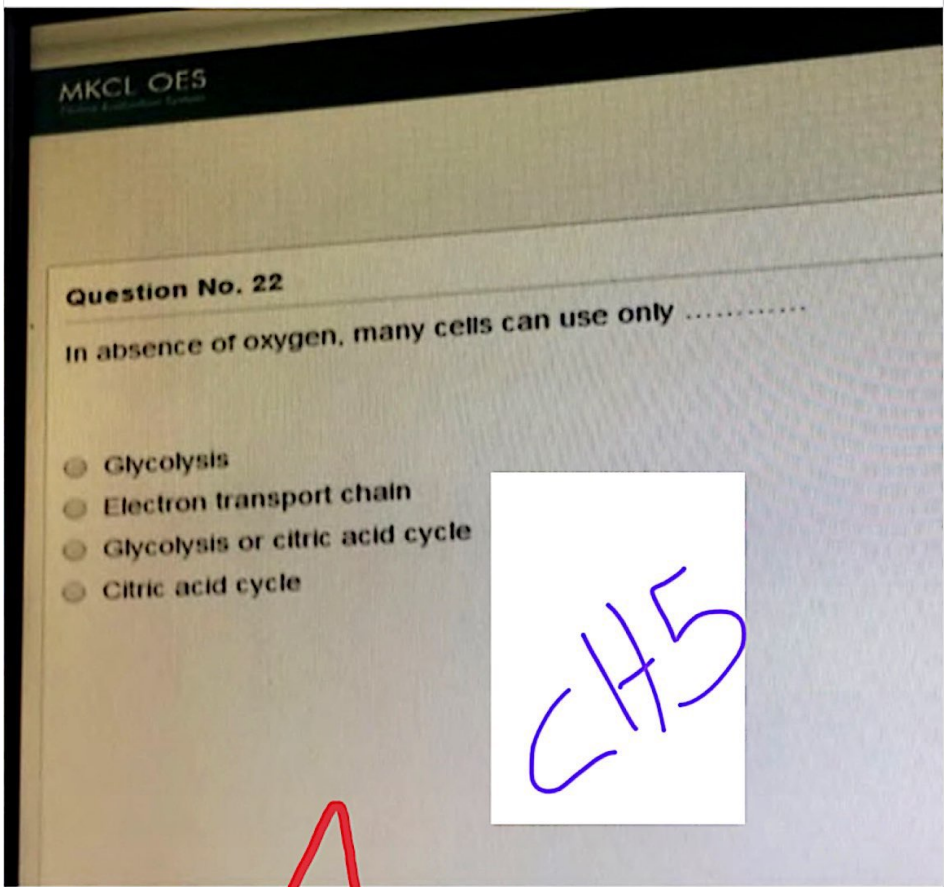 MKCL OES
Question No. 22
In absence of oxygen, many cells can use only ............
Glycolysis
Electron transport chain
Glycolysis or citric acid cycle
Citric acid cycle
CH5